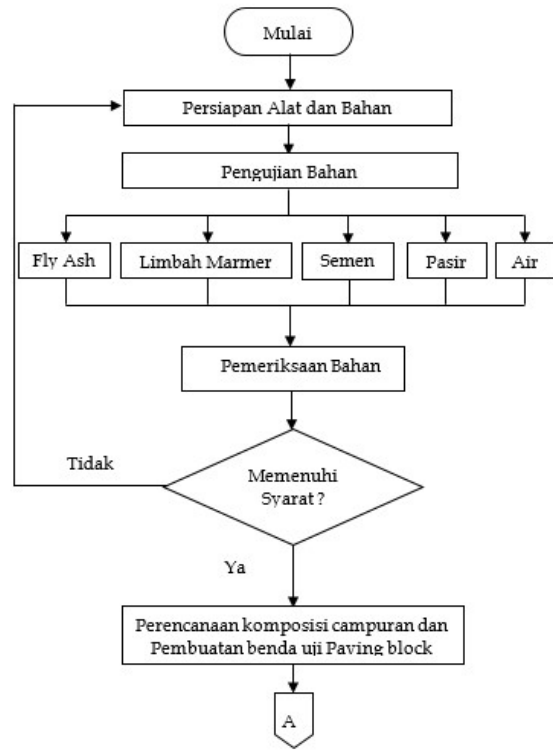 Mulai
Persiapan Alat dan Bahan
Pengujian Bahan
Fly Ash
Limbah Marmer
Semen
Pasir
Air
Pemeriksaan Bahan
Tidak
Memenuhi
Syarat ?
Ya
Perencanaan komposisi campuran dan
Pembuatan benda uji Paving block
A